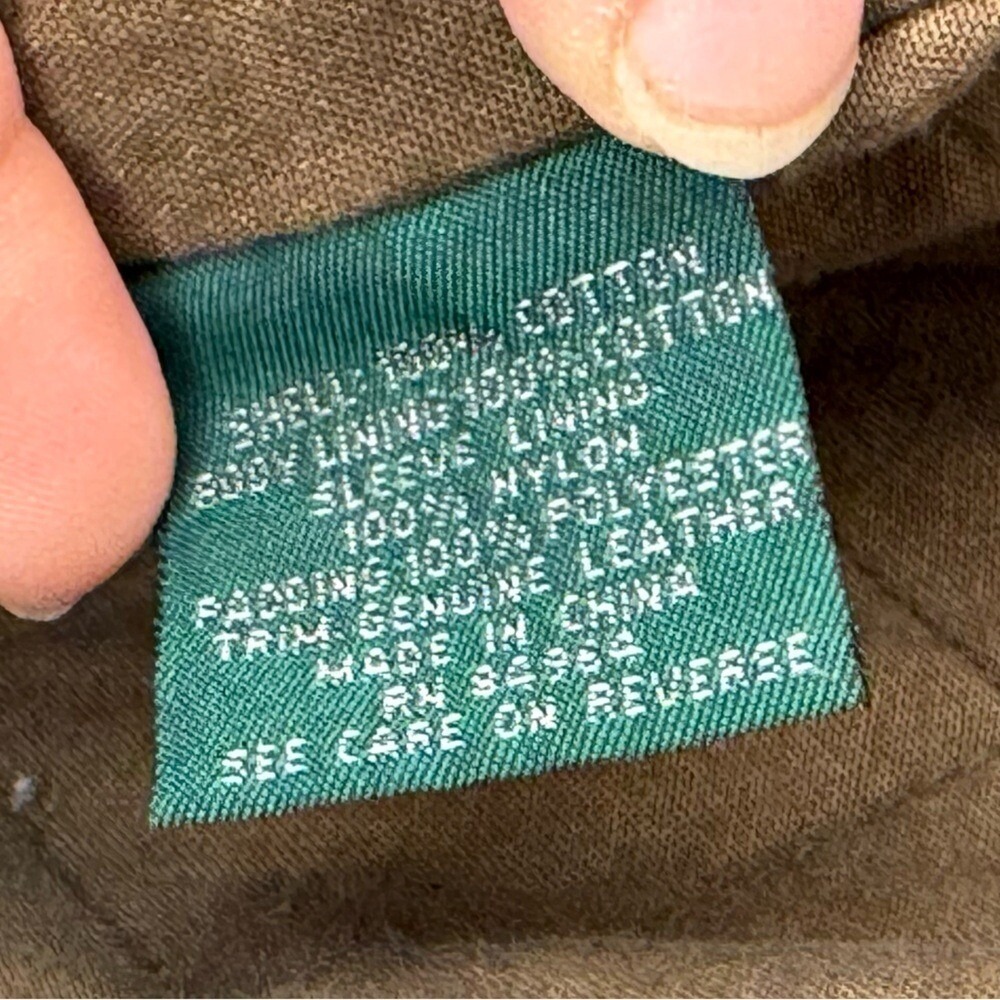 SHELL: 100% COTTON
BODY LINING 100% COTTON
SLEEVE LINING
100% NYLON
PADDING 100% POLYESTER
TRIM: GENUINE LEATHER
MADE IN CHINA
RN
SEE CARE ON REVERSE